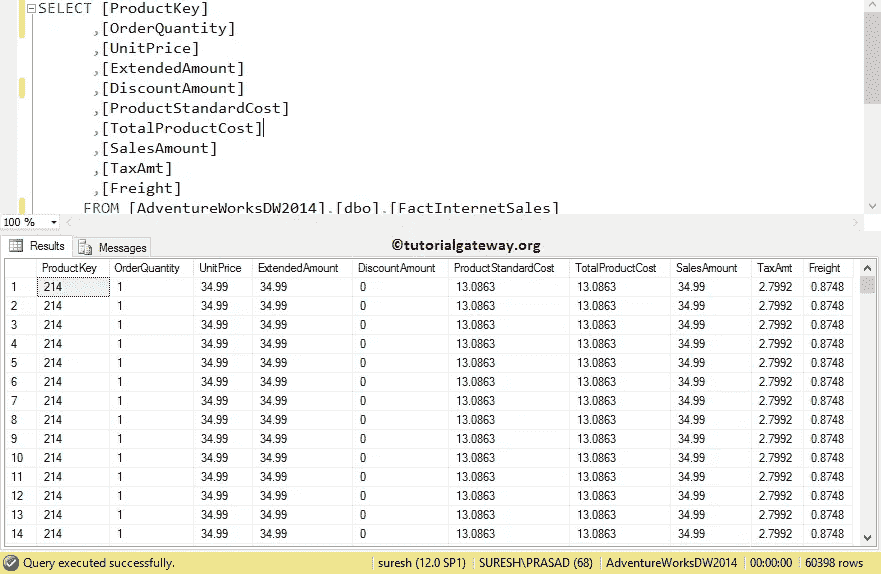 SELECT [ProductKey]
,[OrderQuantity]
,[UnitPrice]
,[ExtendedAmount]
,[DiscountAmount]
,[ProductStandardCost]
,[TotalProductCost]
,[SalesAmount]
,[TaxAmt]
,[Freight]
FROM [AdventureWorksDW2014].[dbo].[FactInternetSales]
100 %
Results Messages ©tutorialgateway.org
ProductKey OrderQuantity UnitPrice ExtendedAmount DiscountAmount ProductStandardCost TotalProductCost SalesAmount TaxAmt Freight
1 214 1 34.99 34.99 0 13.0863 13.0863 34.99 2.7992 0.8748
2 214 1 34.99 34.99 0 13.0863 13.0863 34.99 2.7992 0.8748
3 214 1 34.99 34.99 0 13.0863 13.0863 34.99 2.7992 0.8748
4 214 1 34.99 34.99 0 13.0863 13.0863 34.99 2.7992 0.8748
5 214 1 34.99 34.99 0 13.0863 13.0863 34.99 2.7992 0.8748
6 214 1 34.99 34.99 0 13.0863 13.0863 34.99 2.7992 0.8748
7 214 1 34.99 34.99 0 13.0863 13.0863 34.99 2.7992 0.8748
8 214 1 34.99 34.99 0 13.0863 13.0863 34.99 2.7992 0.8748
9 214 1 34.99 34.99 0 13.0863 13.0863 34.99 2.7992 0.8748
10 214 1 34.99 34.99 0 13.0863 13.0863 34.99 2.7992 0.8748
11 214 1 34.99 34.99 0 13.0863 13.0863 34.99 2.7992 0.8748
12 214 1 34.99 34.99 0 13.0863 13.0863 34.99 2.7992 0.8748
13 214 1 34.99 34.99 0 13.0863 13.0863 34.99 2.7992 0.8748
14 214 1 34.99 34.99 0 13.0863 13.0863 34.99 2.7992 0.8748
Query executed successfully. suresh (12.0 SP1) SURESH\PRASAD (68) AdventureWorksDW2014 00:00:00 60398 rows